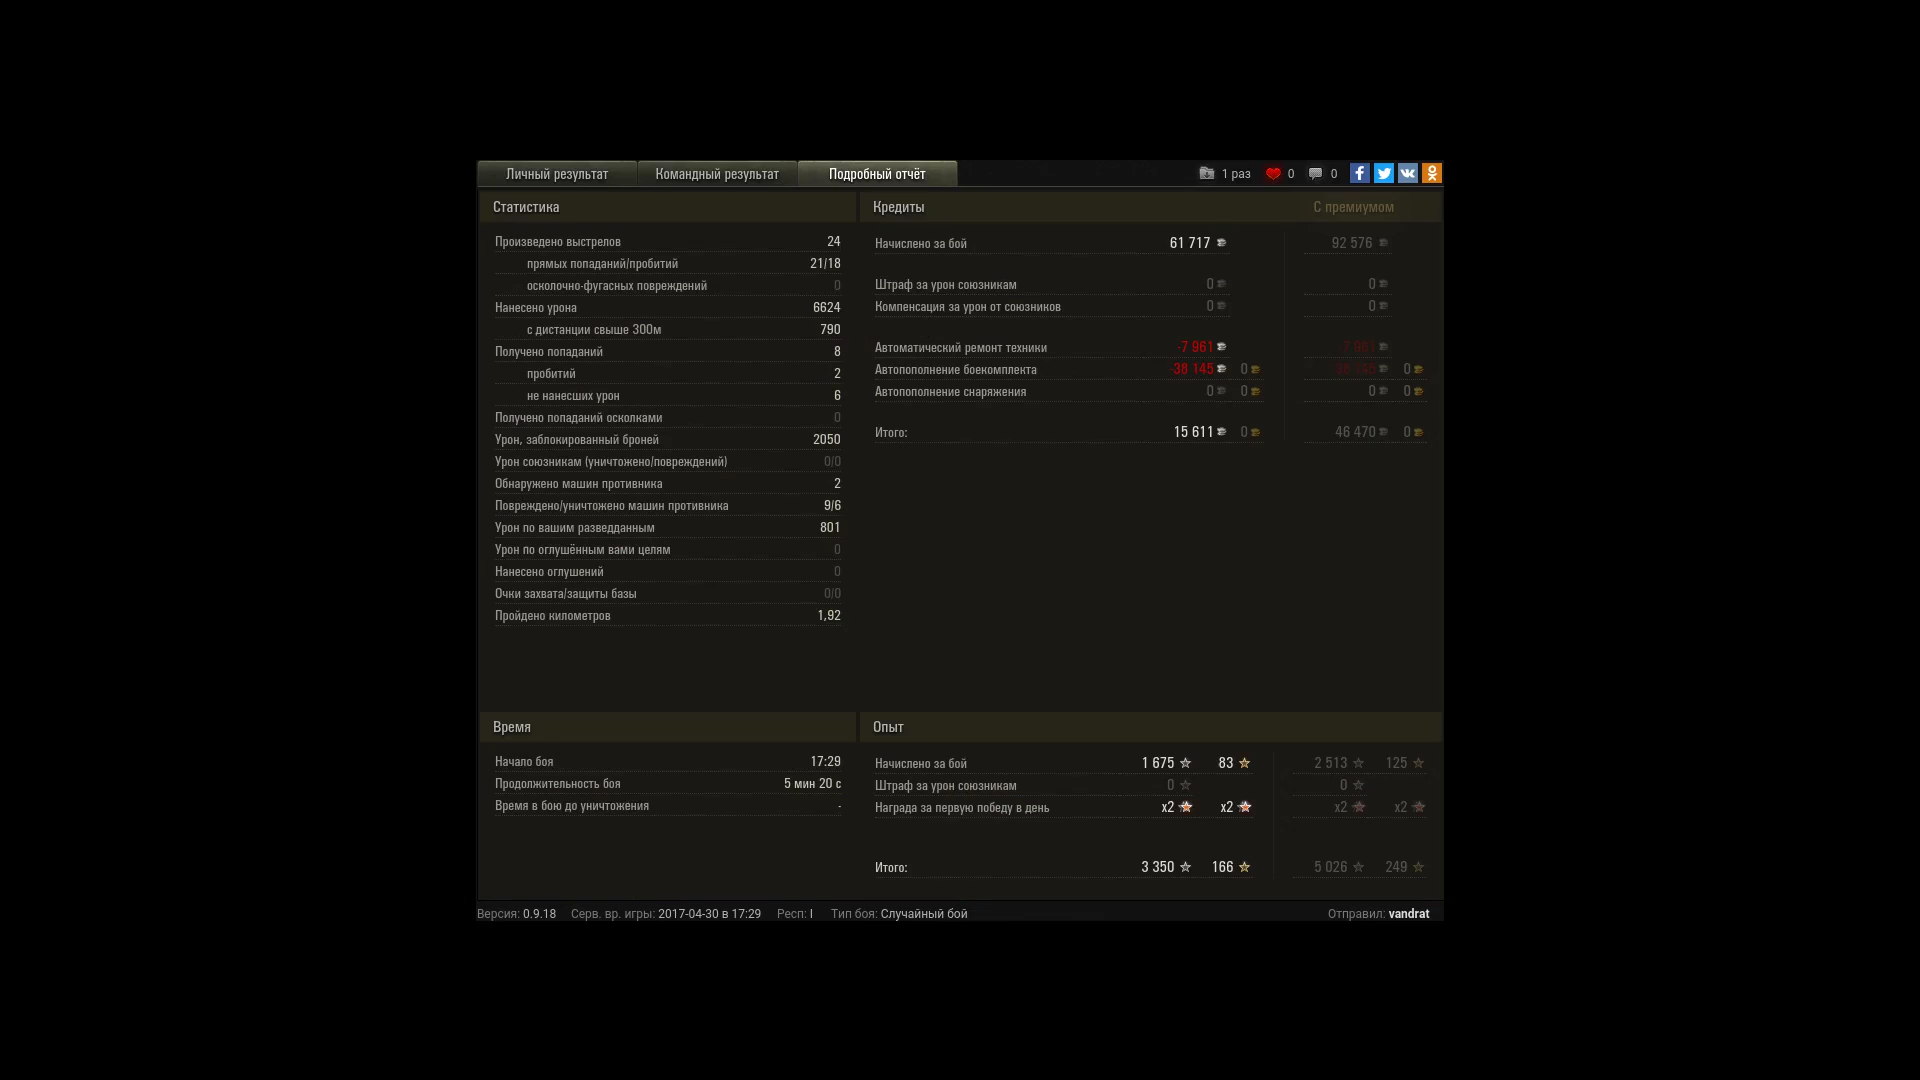 Личный результат Командный результат Подробный отчёт 1 раз 0 0
Статистика
Произведено выстрелов 24
прямых попаданий/пробитий 21/18
осколочно-фугасных повреждений 0
Нанесено урона 6624
с дистанции свыше 300м 790
Получено попаданий 8
пробитий 2
не нанесших урон 6
Получено попаданий осколками 0
Урон, заблокированный броней 2050
Урон союзникам (уничтожено/повреждений) 0/0
Обнаружено машин противника 2
Повреждено/уничтожено машин противника 9/6
Урон по вашим разведданным 801
Урон по оглушённым вами целям 0
Нанесено оглушений 0
Очки захвата/защиты базы 0/0
Пройдено километров 1,92
Кредиты С премиумом
Начислено за бой 61 717 92 576
Штраф за урон союзникам 0 0
Компенсация за урон от союзников 0 0
Автоматический ремонт техники -7 961 -7 961
Автопополнение боекомплекта -38 145 0 -38 145 0
Автопополнение снаряжения 0 0 0 0
Итого: 15 611 0 46 470 0
Время
Начало боя 17:29
Продолжительность боя 5 мин 20 с
Время в бою до уничтожения -
Опыт
Начислено за бой 1 675 83 2 513 125
Штраф за урон союзникам 0 0
Награда за первую победу в день x2 x2 x2 x2
Итого: 3 350 166 5 026 249
Версия: 0.9.18 Серв. вр. игры: 2017-04-30 в 17:29 Респ: I Тип боя: Случайный бой Отправил: vandrat